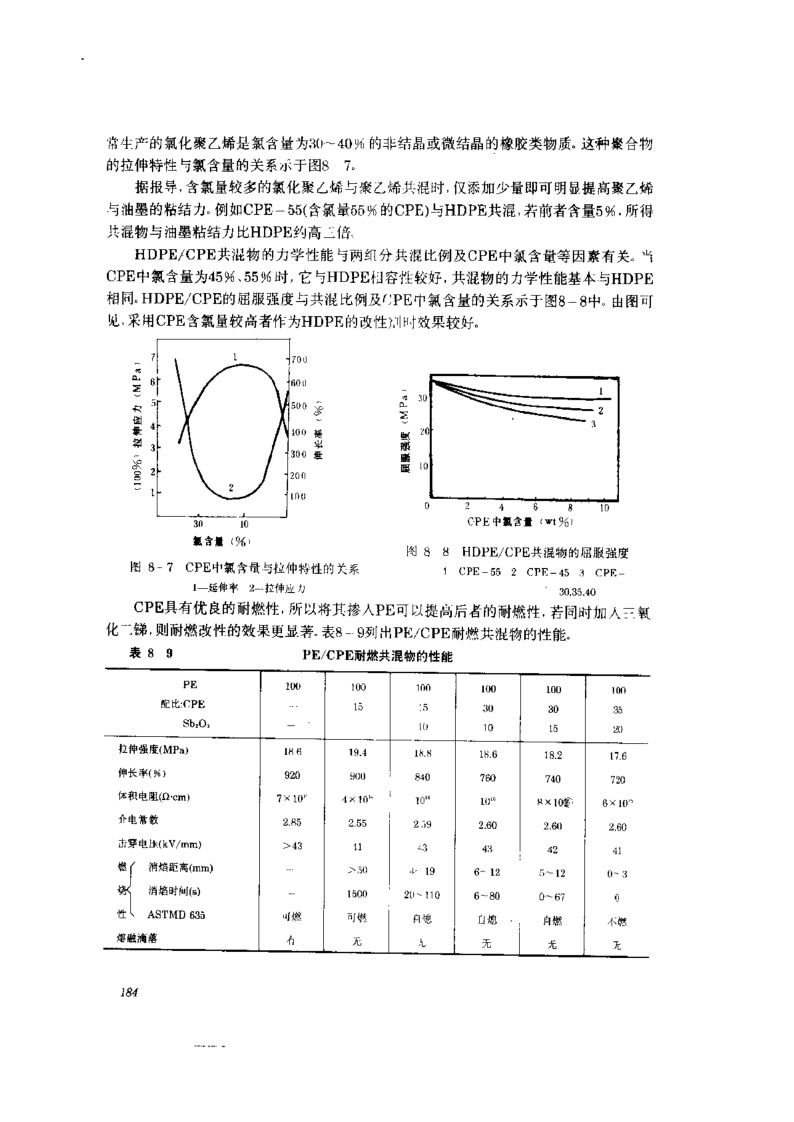 常生产的氯化聚乙烯是氯含量为30~40%的非结晶或微结晶的橡胶类物质。这种聚合物
的拉伸特性与氯含量的关系示于图8 7。
据报导,含氯量较多的氯化聚乙烯与聚乙烯共混时,仅添加少量即可明显提高聚乙烯
与油墨的粘结力。例如CPE-55(含氯量55%的CPE)与HDPE共混,若前者含量5%,所得
共混物与油墨粘结力比HDPE约高二倍。
HDPE/CPE共混物的力学性能与两组分共混比例及CPE中氯含量等因素有关。当
CPE中氯含量为45%、55%时,它与HDPE相容性较好,共混物的力学性能基本与HDPE
相同。HDPE/CPE的屈服强度与共混比例及CPE中氯含量的关系示于图8-8中。由图可
见,采用CPE含氯量较高者作为HDPE的改性剂时效果较好。
(100%)拉伸应力(MPa)
7 6 5 4 3 2 1
700 600 500 400 300 200 100
伸长率(%)
1
2
30 10
氯含量(%)
图 8-7 CPE中氯含量与拉伸特性的关系
1—延伸率 2—拉伸应力
屈服强度(MPa)
30 20 10
1
2
3
0 2 4 6 8 10
CPE中氯含量(wt%)
图 8 8 HDPE/CPE共混物的屈服强度
1 CPE-55 2 CPE-45 3 CPE-
30,35,40
CPE具有优良的耐燃性,所以将其掺入PE可以提高后者的耐燃性,若同时加入三氧
化二锑,则耐燃改性的效果更显著。表8-9列出PE/CPE耐燃共混物的性能。
表 8 9 PE/CPE耐燃共混物的性能
PE 100 100 100 100 100 100
配比:CPE … 15 15 30 30 35
Sb₂O₃ — 10 10 15 20
拉伸强度(MPa) 18.6 19.4 18.8 18.6 18.2 17.6
伸长率(%) 920 900 840 760 740 720
体积电阻(Ω·cm) 7×10 4×10 10¹⁶ 10¹⁶ 8×10 6×10
介电常数 2.85 2.55 2.59 2.60 2.60 2.60
击穿电压(kV/mm) >43 43 42 41
燃烧性 消焰距离(mm) … >50 19 6~12 5~12 0~3
消焰时间(s) — 1500 20~110 6~80 0~67 0
ASTMD 635 可燃 可燃 自熄 自熄 自燃 不燃
熔融滴落 有 无 无 无 无 无
184